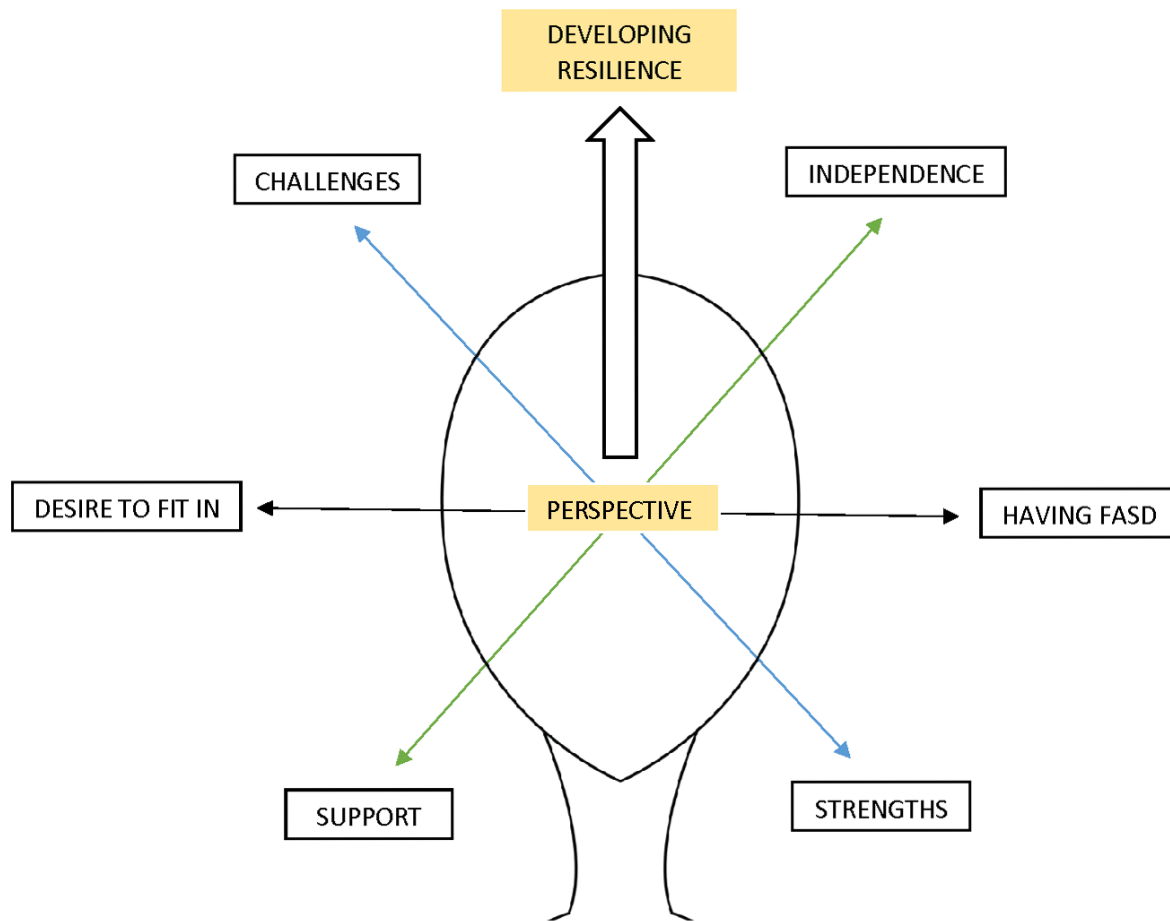 DEVELOPING
RESILIENCE
CHALLENGES
INDEPENDENCE
DESIRE TO FIT IN
PERSPECTIVE
HAVING FASD
SUPPORT
STRENGTHS